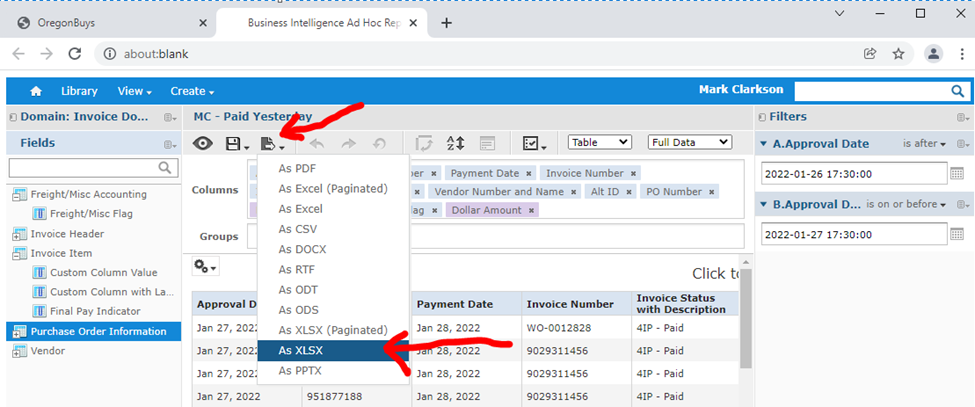 OregonBuys
Business Intelligence Ad Hoc Rep
about:blank
Library View Create Mark Clarkson
Domain: Invoice Do... MC - Paid Yesterday Filters
Fields Table Full Data
A.Approval Date is after
2022-01-26 17:30:00
B.Approval D... is on or before
2022-01-27 17:30:00
Freight/Misc Accounting
Freight/Misc Flag
Invoice Header
Invoice Item
Custom Column Value
Custom Column with La...
Final Pay Indicator
Purchase Order Information
Vendor
As PDF
As Excel (Paginated)
As Excel
As CSV
As DOCX
As RTF
As ODT
As ODS
As XLSX (Paginated)
As XLSX
As PPTX
Columns
Payment Date Invoice Number
Vendor Number and Name Alt ID PO Number
Dollar Amount
Groups
Click to
Approval D Payment Date Invoice Number Invoice Status with Description
Jan 27, 2022 Jan 28, 2022 WO-0012828 4IP - Paid
Jan 27, 2022 Jan 28, 2022 9029311456 4IP - Paid
Jan 27, 2022 Jan 28, 2022 9029311456 4IP - Paid
Jan 27, 2022 951877188 Jan 28, 2022 9029311456 4IP - Paid